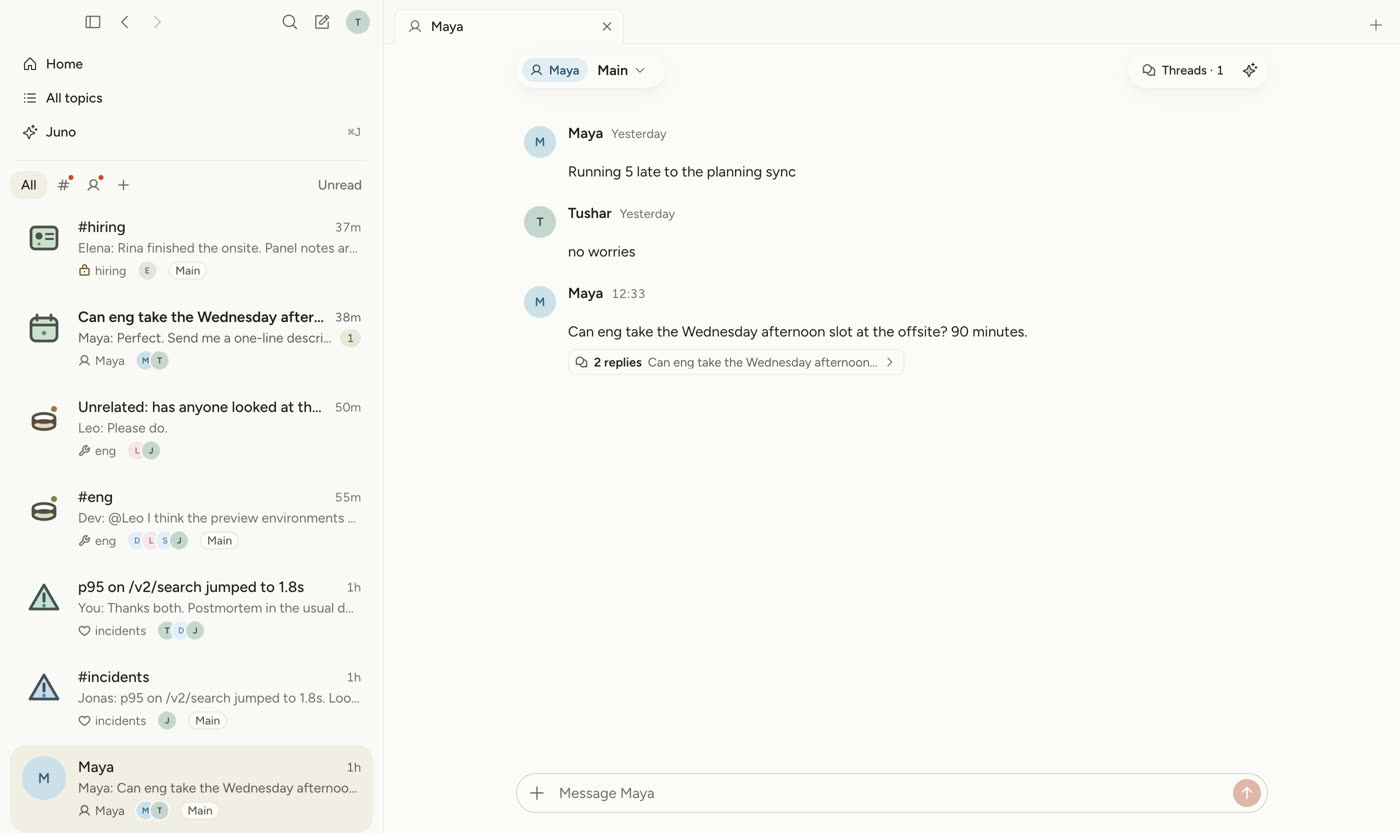 T
Home
All topics
Juno ⌘J
All # Unread
#hiring 37m
Elena: Rina finished the onsite. Panel notes ar...
hiring E Main
Can eng take the Wednesday after... 38m
Maya: Perfect. Send me a one-line descri... 1
Maya M T
Unrelated: has anyone looked at th... 50m
Leo: Please do.
eng L J
#eng 55m
Dev: @Leo I think the preview environments ...
eng D L S J Main
p95 on /v2/search jumped to 1.8s 1h
You: Thanks both. Postmortem in the usual d...
incidents T D J
#incidents 1h
Jonas: p95 on /v2/search jumped to 1.8s. Loo...
incidents J Main
M Maya 1h
Maya: Can eng take the Wednesday afternoo...
Maya M T Main
Maya
Maya Main
Threads · 1
M Maya Yesterday
Running 5 late to the planning sync
T Tushar Yesterday
no worries
M Maya 12:33
Can eng take the Wednesday afternoon slot at the offsite? 90 minutes.
2 replies Can eng take the Wednesday afternoon...
Message Maya